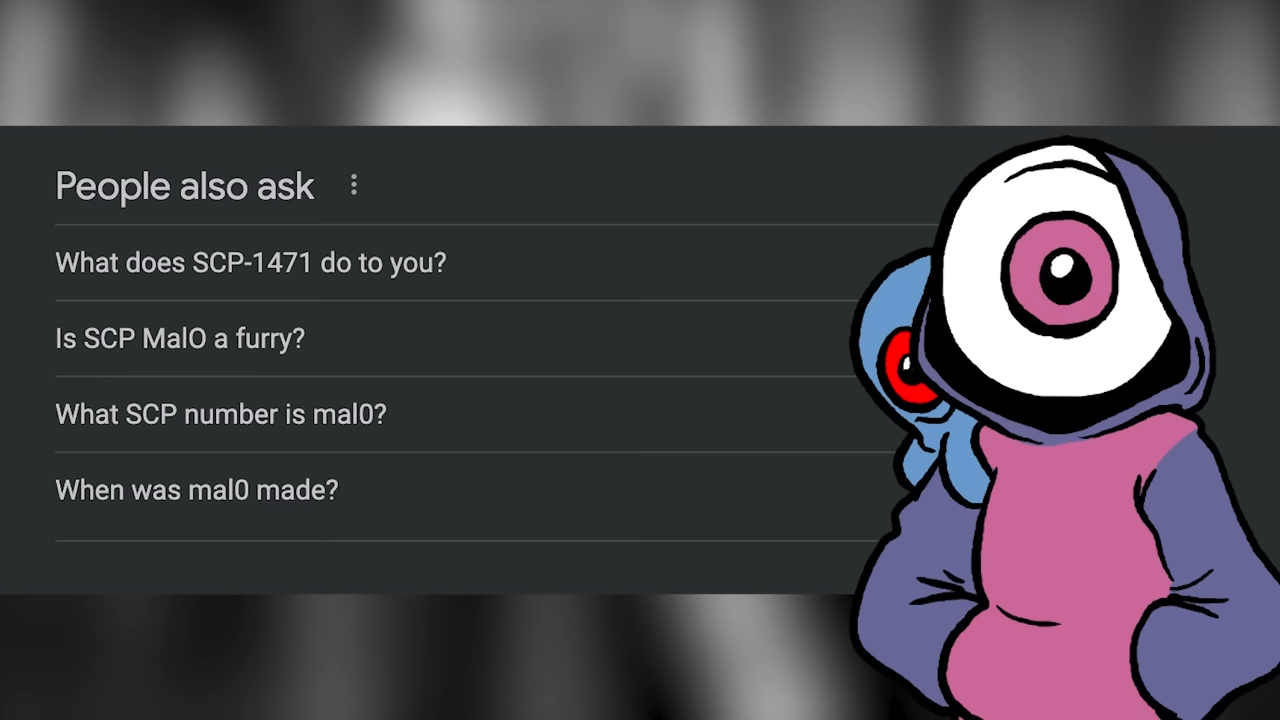 People also ask
What does SCP-1471 do to you?
Is SCP MalO a furry?
What SCP number is mal0?
When was mal0 made?